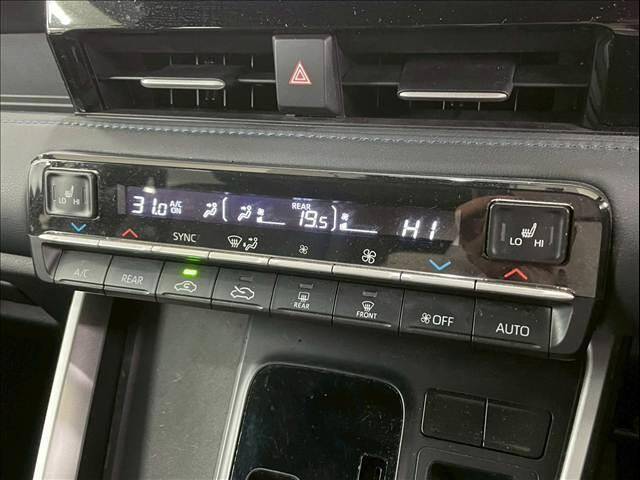 LO HI
31.0 A/C ON REAR 19.5 HI
LO HI
SYNC
A/C REAR REAR FRONT OFF AUTO